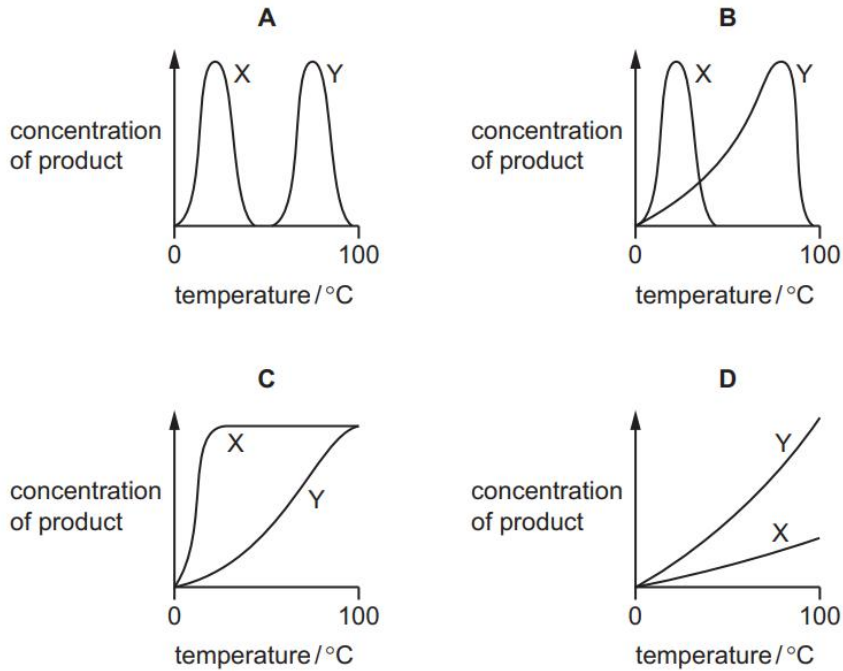 A
X
Y
concentration
of product
0
100
temperature / °C
B
X
Y
concentration
of product
0
100
temperature / °C
C
X
Y
concentration
of product
0
100
temperature / °C
D
Y
X
concentration
of product
0
100
temperature / °C